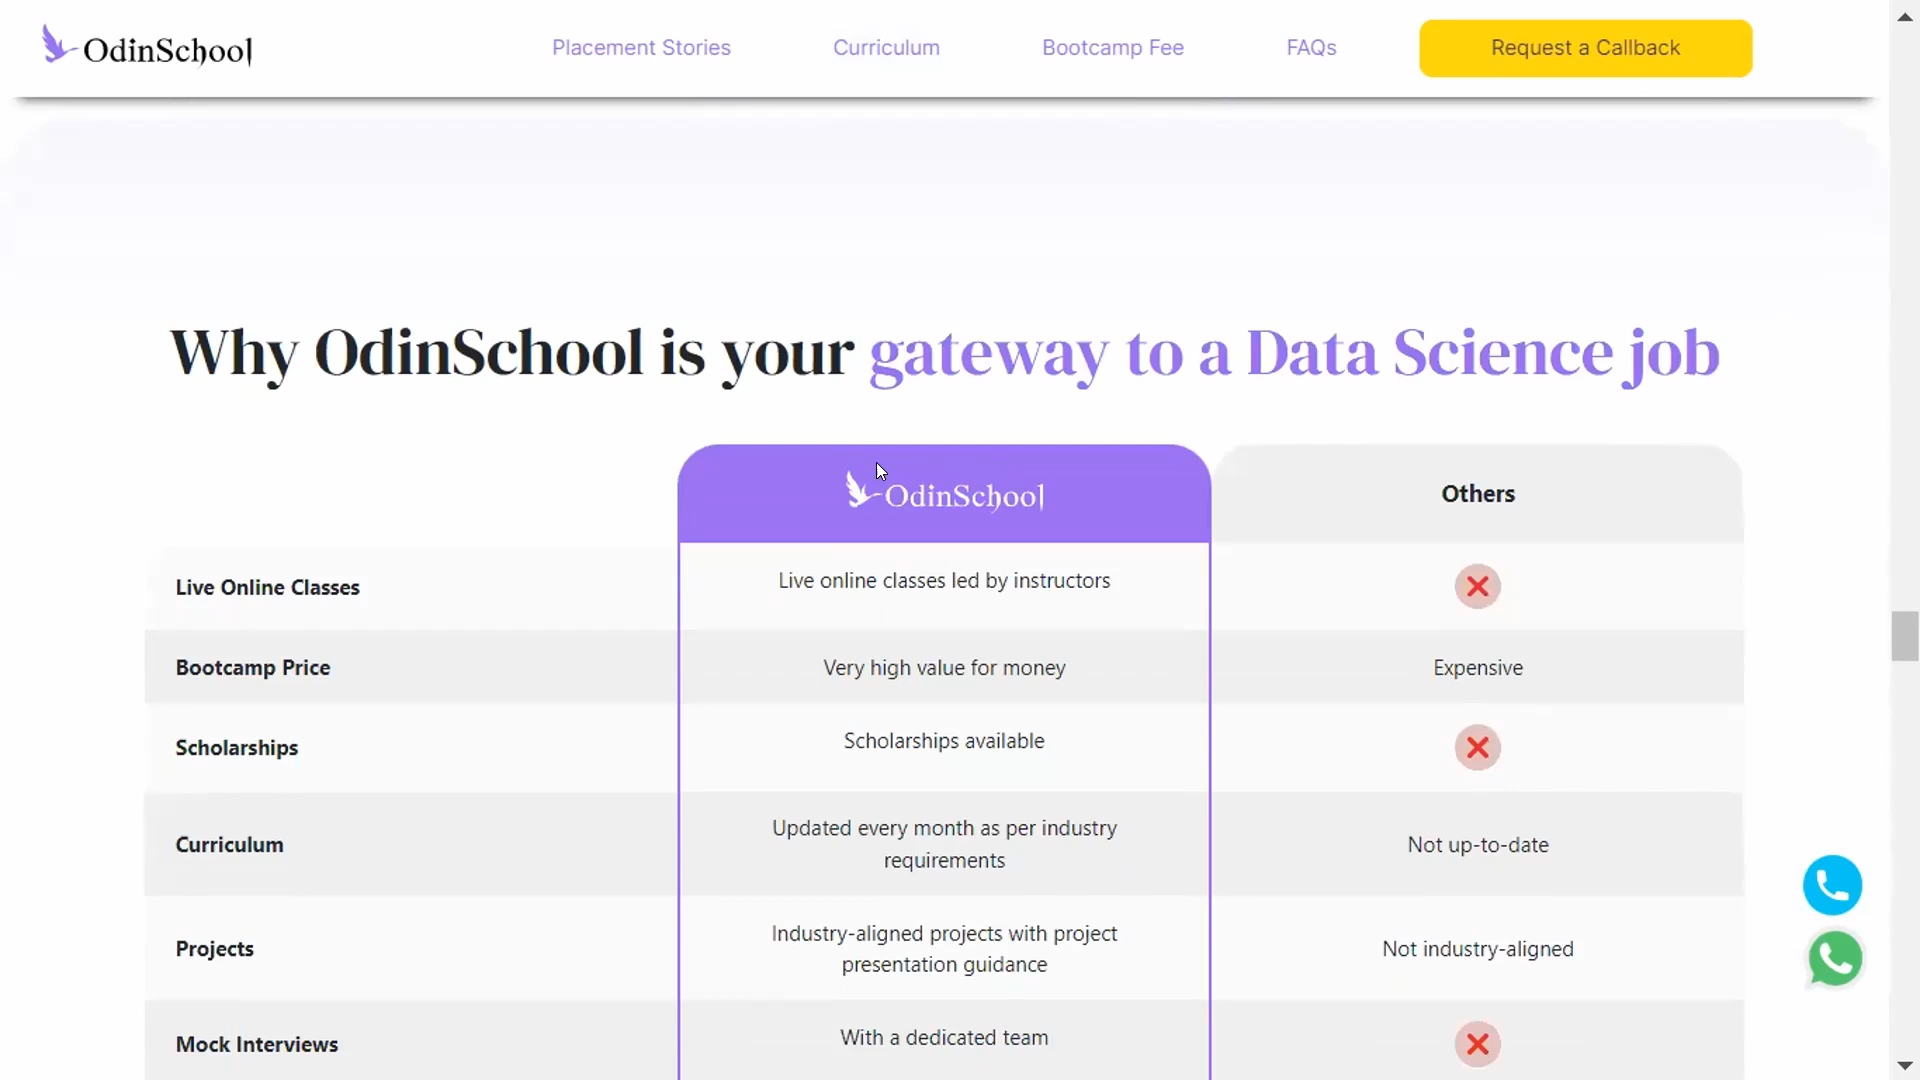 OdinSchool
Placement Stories
Curriculum
Bootcamp Fee
FAQs
Request a Callback
Why OdinSchool is your gateway to a Data Science job
OdinSchool
Others
Live Online Classes
Live online classes led by instructors
Bootcamp Price
Very high value for money
Expensive
Scholarships
Scholarships available
Curriculum
Updated every month as per industry
requirements
Not up-to-date
Projects
Industry-aligned projects with project
presentation guidance
Not industry-aligned
Mock Interviews
With a dedicated team